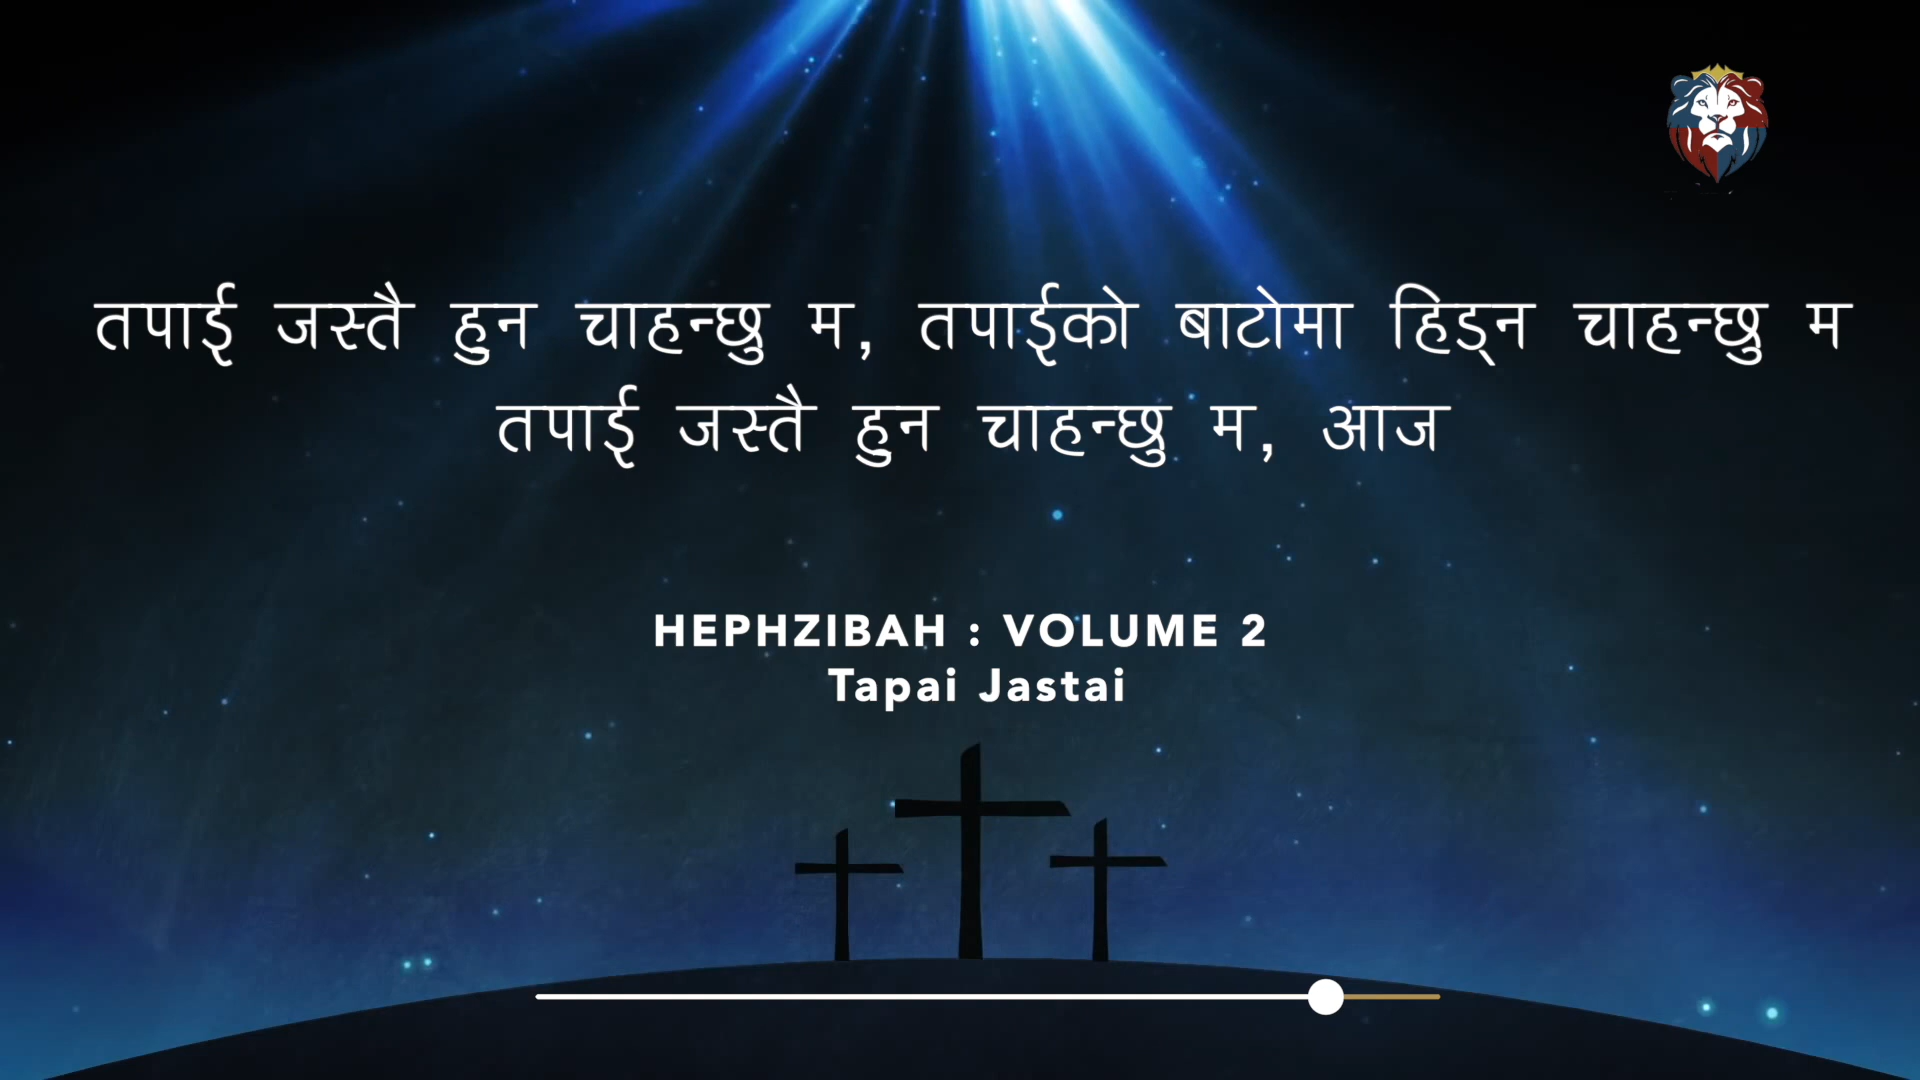 तपाई जस्तै हुन चाहन्छु म, तपाईको बाटोमा हिड्न चाहन्छु म
तपाई जस्तै हुन चाहन्छु म, आज
HEPHZIBAH : VOLUME 2
Tapai Jastai